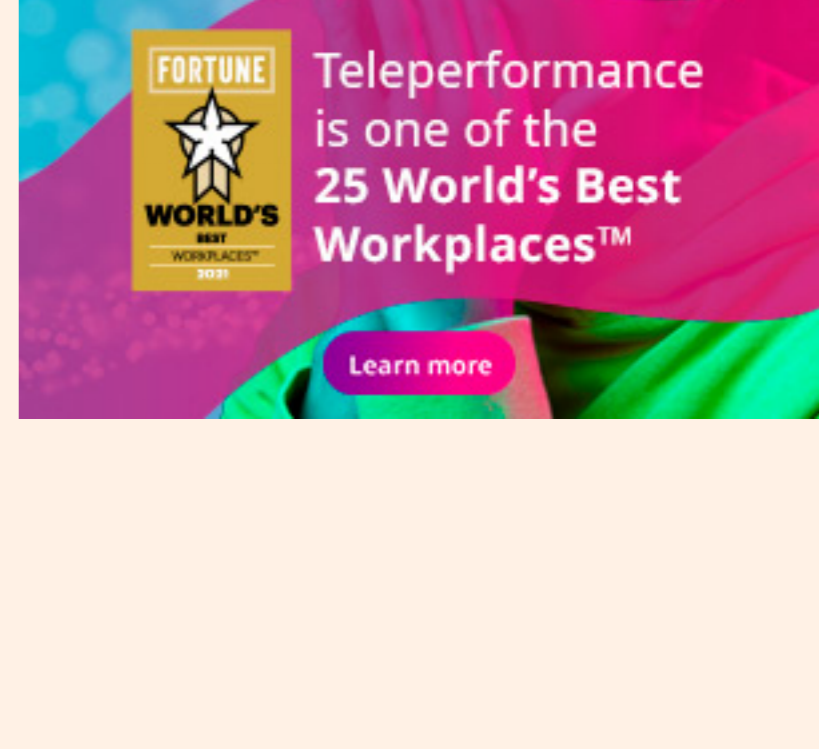 FORTUNE
WORLD'S
BEST
WORKPLACES™
2021
Teleperformance
is one of the
25 World's Best
Workplaces™
Learn more